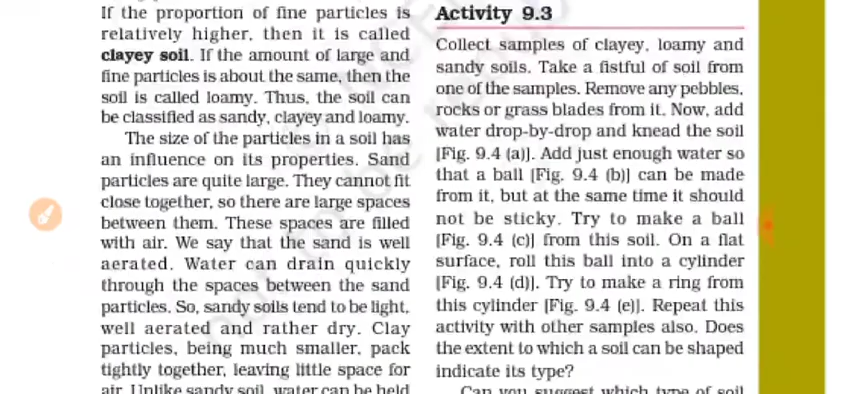 If the proportion of fine particles is
relatively higher, then it is called
clayey soil. If the amount of large and
fine particles is about the same, then the
soil is called loamy. Thus, the soil can
be classified as sandy, clayey and loamy.
The size of the particles in a soil has
an influence on its properties. Sand
particles are quite large. They cannot fit
close together, so there are large spaces
between them. These spaces are filled
with air. We say that the sand is well
aerated. Water can drain quickly
through the spaces between the sand
particles. So, sandy soils tend to be light,
well aerated and rather dry. Clay
particles, being much smaller, pack
tightly together, leaving little space for
air. Unlike sandy soil, water can be held
Activity 9.3
Collect samples of clayey, loamy and
sandy soils. Take a fistful of soil from
one of the samples. Remove any pebbles,
rocks or grass blades from it. Now, add
water drop-by-drop and knead the soil
[Fig. 9.4 (a)]. Add just enough water so
that a ball [Fig. 9.4 (b)] can be made
from it, but at the same time it should
not be sticky. Try to make a ball
[Fig. 9.4 (c)] from this soil. On a flat
surface, roll this ball into a cylinder
[Fig. 9.4 (d)]. Try to make a ring from
this cylinder [Fig. 9.4 (e)]. Repeat this
activity with other samples also. Does
the extent to which a soil can be shaped
indicate its type?
Can you suggest which type of soil